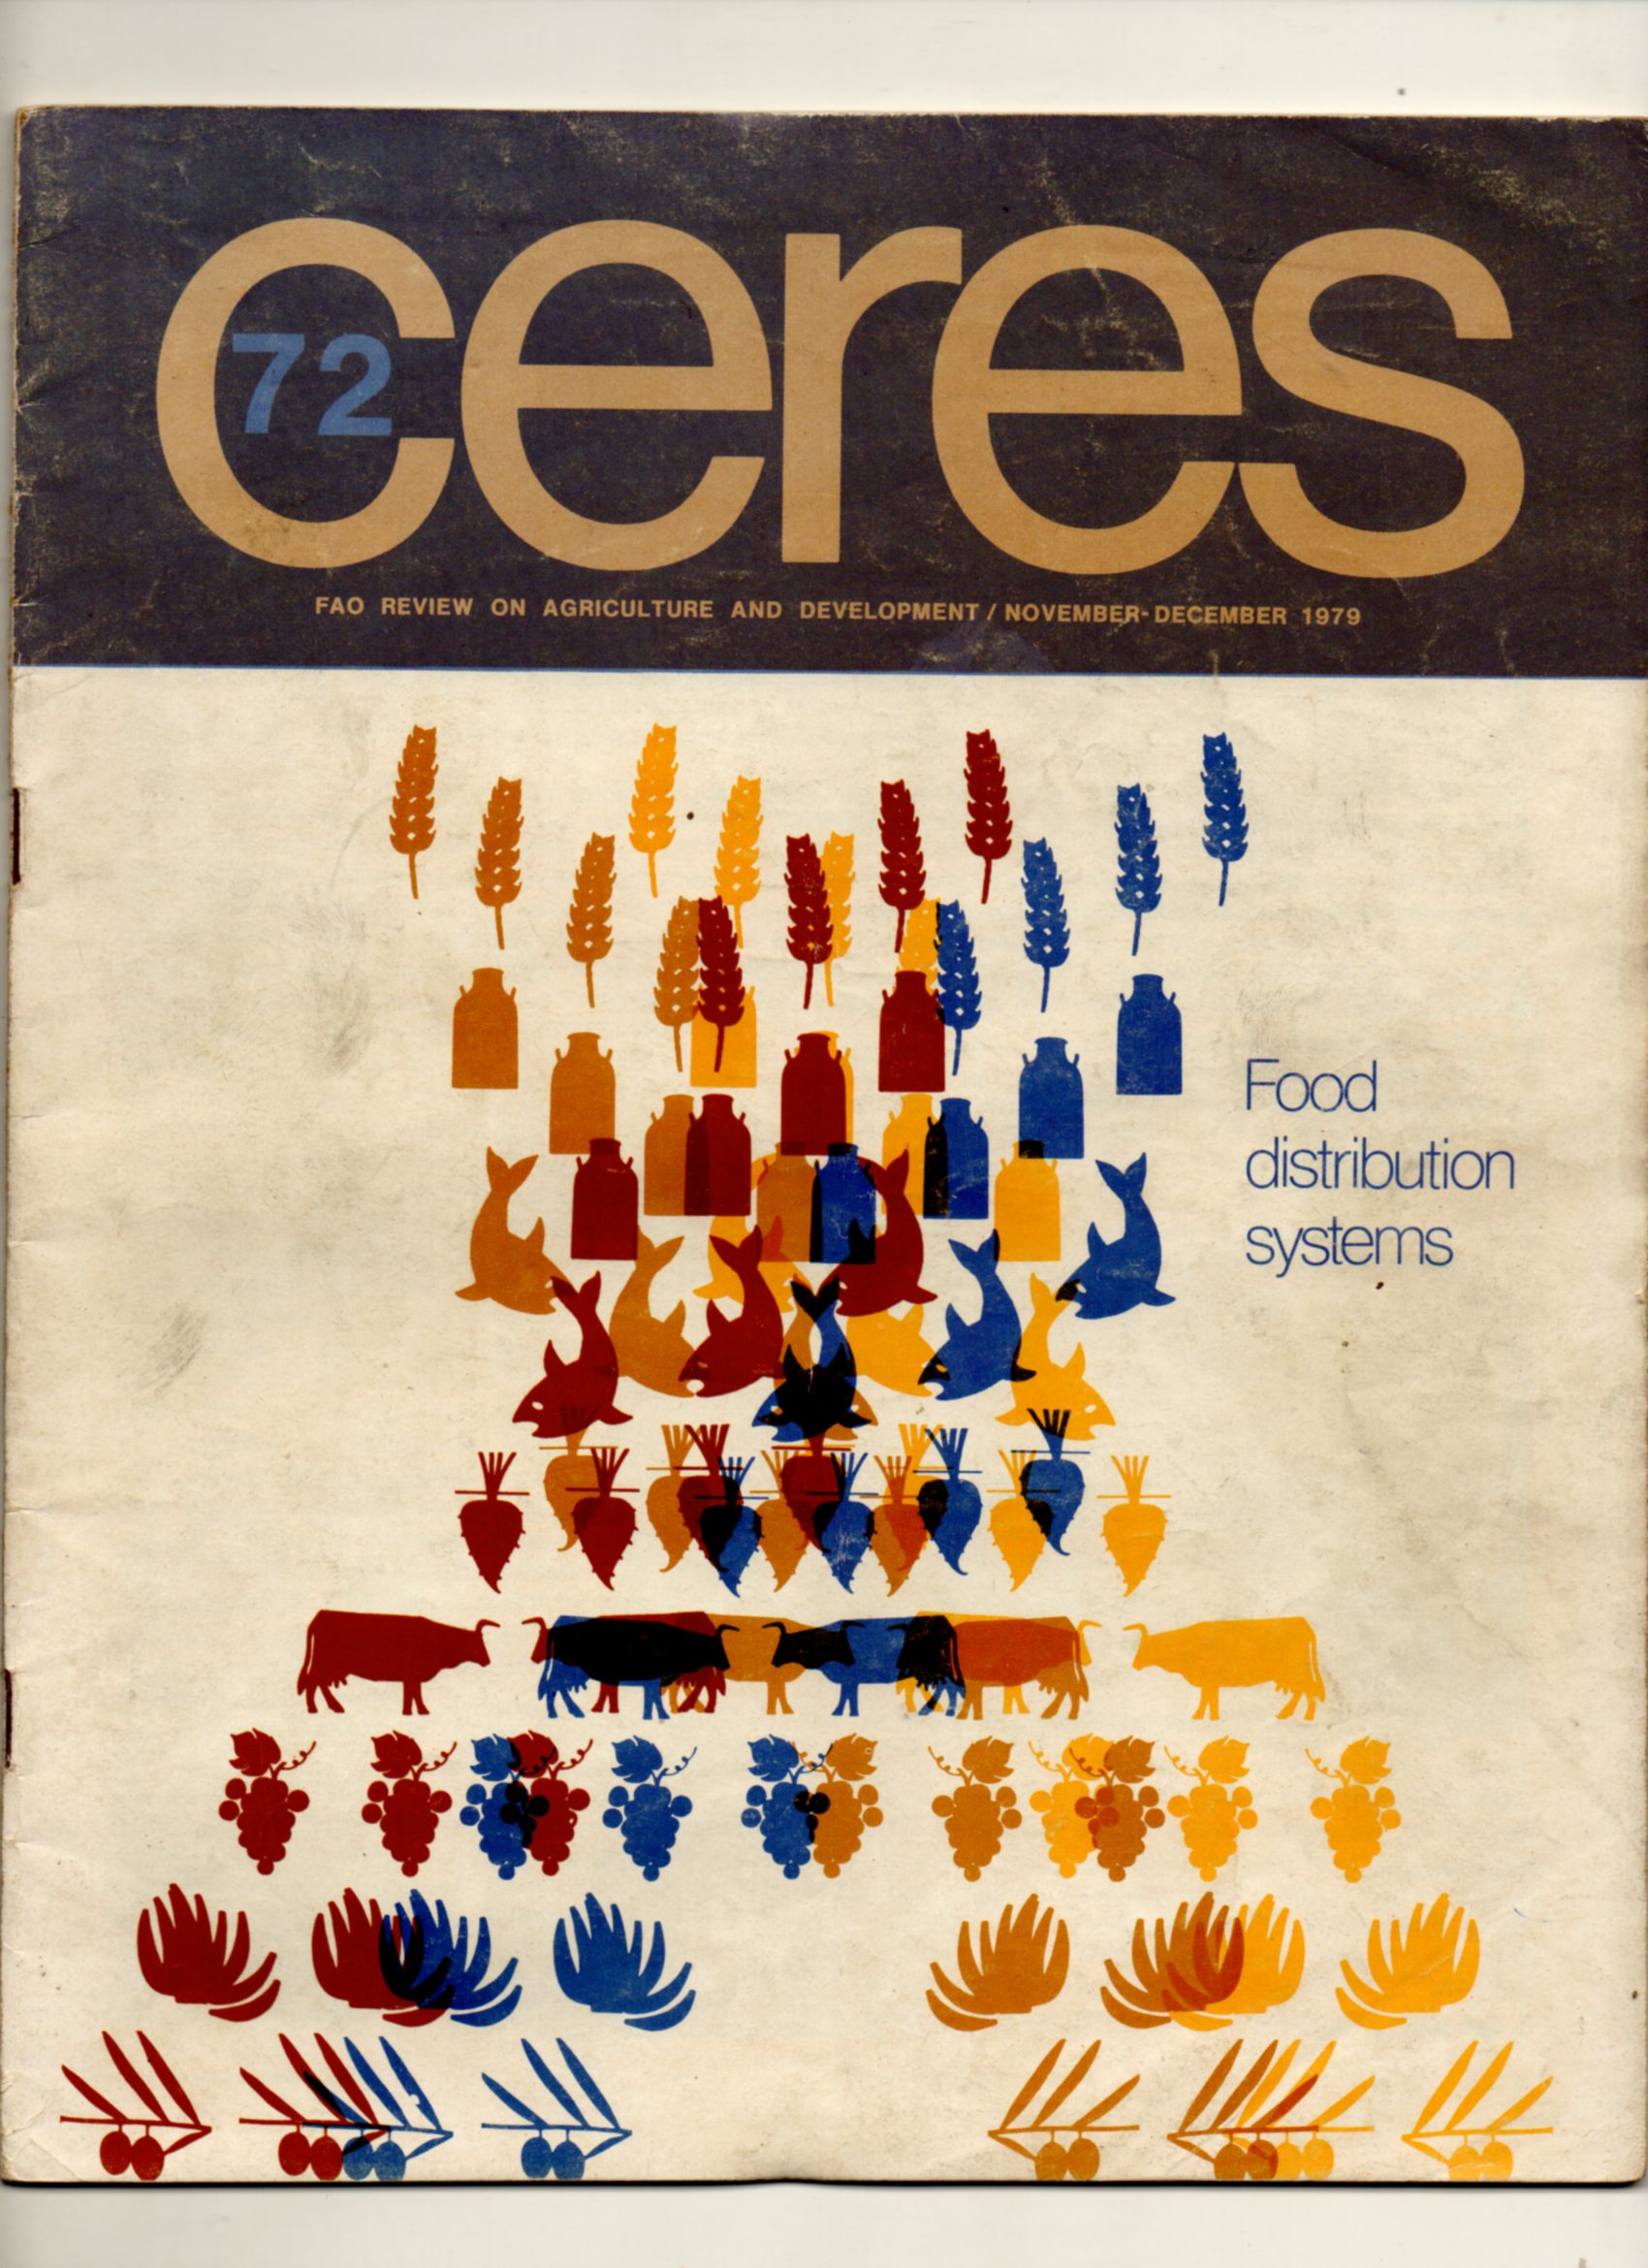 ceres
72
FAO REVIEW ON AGRICULTURE AND DEVELOPMENT / NOVEMBER-DECEMBER 1979
Food
distribution
systems